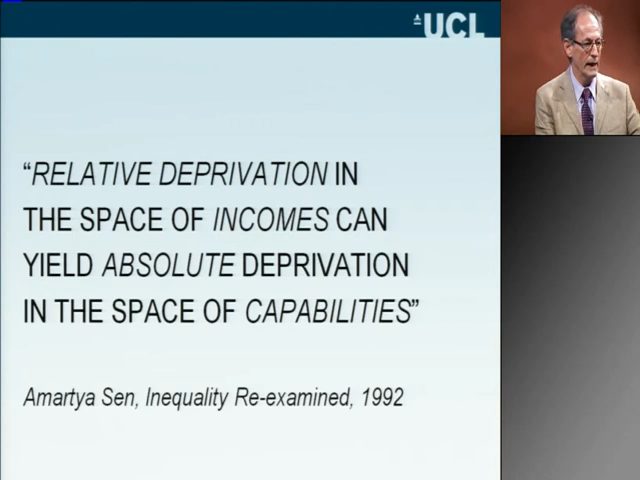 UCL
“RELATIVE DEPRIVATION IN
THE SPACE OF INCOMES CAN
YIELD ABSOLUTE DEPRIVATION
IN THE SPACE OF CAPABILITIES”
Amartya Sen, Inequality Re-examined, 1992